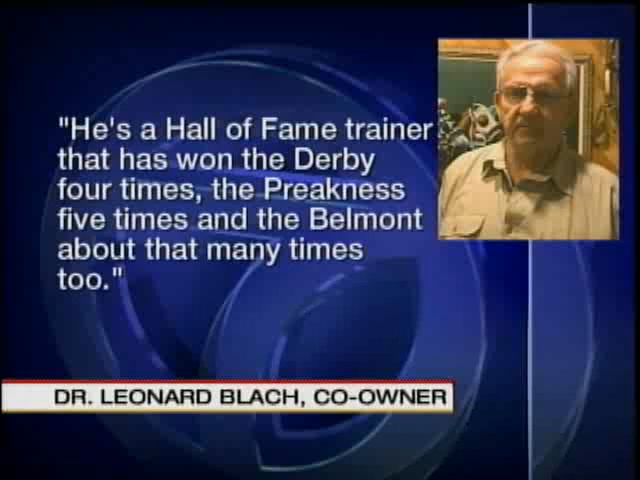 "He's a Hall of Fame trainer
that has won the Derby
four times, the Preakness
five times and the Belmont
about that many times
too."
DR. LEONARD BLACH, CO-OWNER